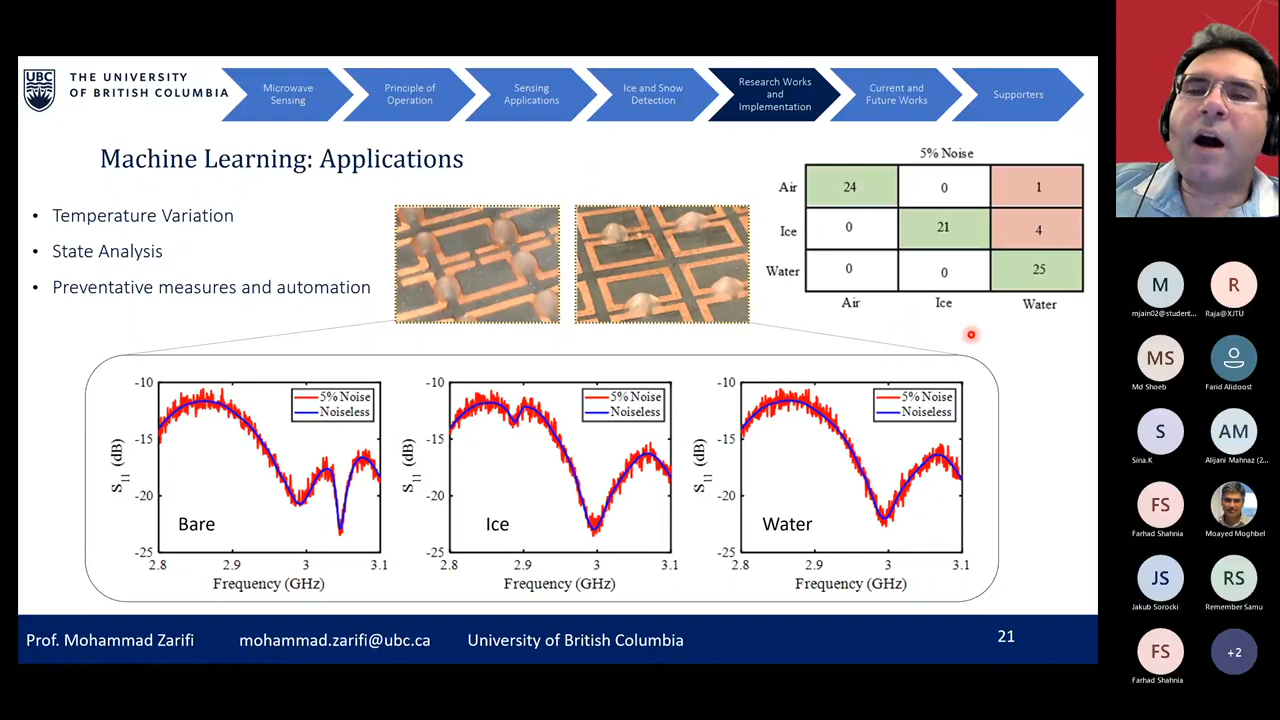 THE UNIVERSITY
OF BRITISH COLUMBIA
UBC
Microwave
Sensing
Principle of
Operation
Sensing
Applications
Ice and Snow
Detection
Research Works
and
Implementation
Current and
Future Works
Supporters
Machine Learning: Applications
• Temperature Variation
• State Analysis
• Preventative measures and automation
5% Noise
Air 24 0 1
Ice 0 21 4
Water 0 0 25
Air Ice Water
-10
-15
-20
-25
S11 (dB)
5% Noise
Noiseless
Bare
2.8 2.9 3 3.1
Frequency (GHz)
-10
-15
-20
-25
S11 (dB)
5% Noise
Noiseless
Ice
2.8 2.9 3 3.1
Frequency (GHz)
-10
-15
-20
-25
S11 (dB)
5% Noise
Noiseless
Water
2.8 2.9 3 3.1
Frequency (GHz)
Prof. Mohammad Zarifi mohammad.zarifi@ubc.ca University of British Columbia 21
M R
mjain02@student... Raja@XJTU
MS
Md Shoeb Farid Alidoost
S AM
Sina.K Alijani Mahnaz (2...
FS
Farhad Shahnia Moayed Moghbel
JS RS
Jakub Sorocki Remember Samu
FS +2
Farhad Shahnia